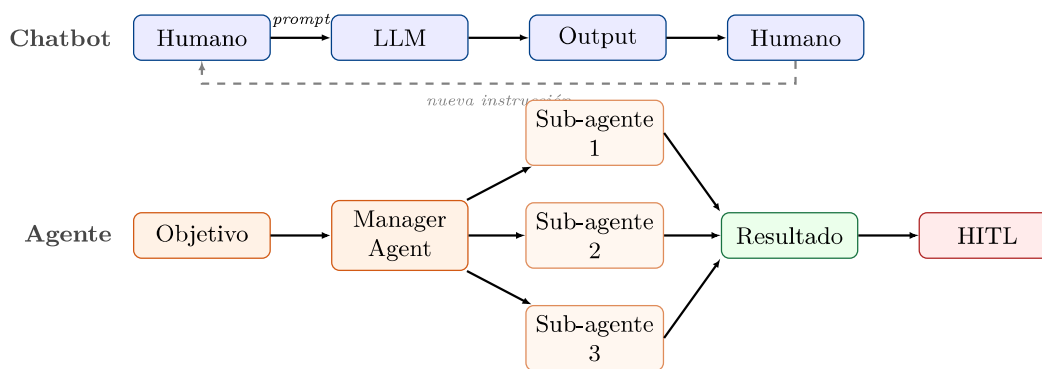 Chatbot
Humano
prompt
LLM
Output
Humano
nueva instrucción
Agente
Objetivo
Manager
Agent
Sub-agente
1
Sub-agente
2
Sub-agente
3
Resultado
HITL